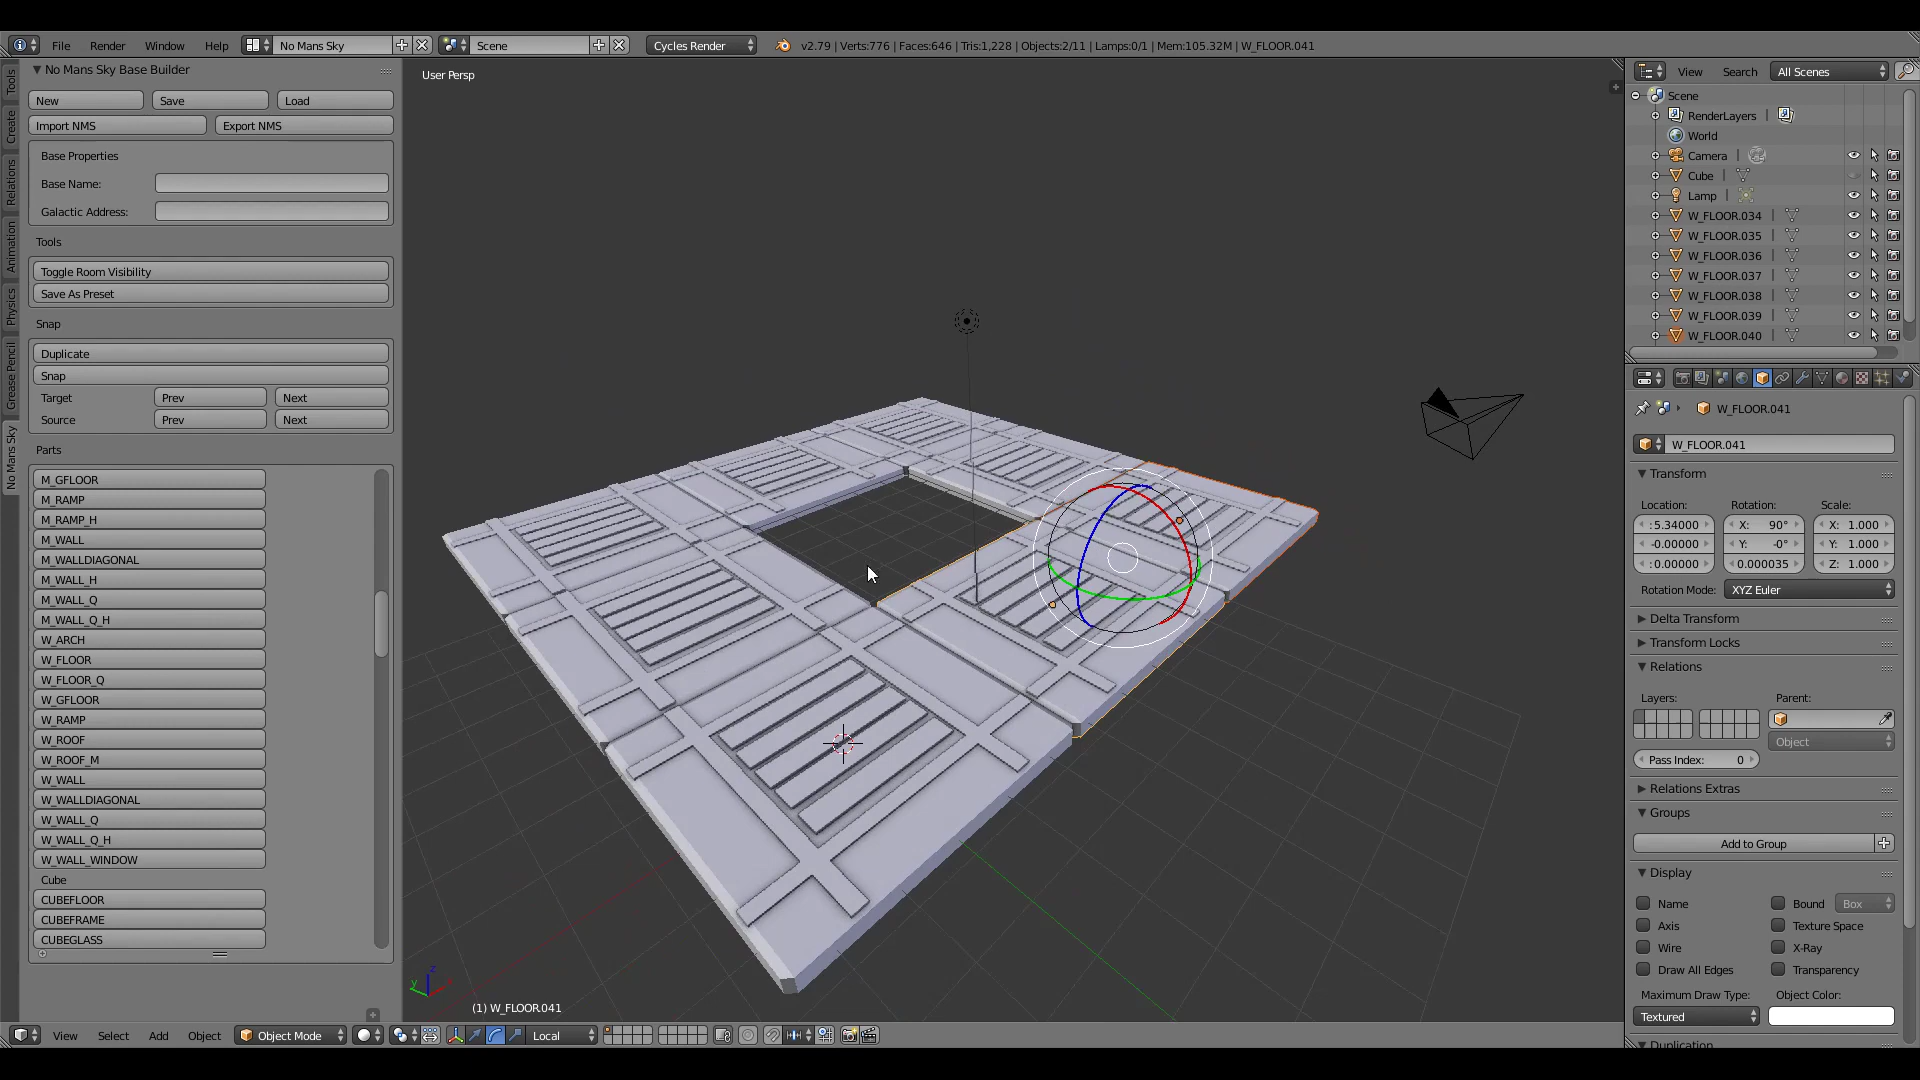 File Render Window Help No Mans Sky Scene Cycles Render v2.79 | Verts:776 | Faces:646 | Tris:1,228 | Objects:2/11 | Lamps:0/1 | Mem:105.32M | W_FLOOR.041
Tools
Create
Relations
Animation
Physics
Grease Pencil
No Mans Sky
No Mans Sky Base Builder
New Save Load
Import NMS Export NMS
Base Properties
Base Name:
Galactic Address:
Tools
Toggle Room Visibility
Save As Preset
Snap
Duplicate
Snap
Target Prev Next
Source Prev Next
Parts
M_GFLOOR
M_RAMP
M_RAMP_H
M_WALL
M_WALLDIAGONAL
M_WALL_H
M_WALL_Q
M_WALL_Q_H
W_ARCH
W_FLOOR
W_FLOOR_Q
W_GFLOOR
W_RAMP
W_ROOF
W_ROOF_M
W_WALL
W_WALLDIAGONAL
W_WALL_Q
W_WALL_Q_H
W_WALL_WINDOW
Cube
CUBEFLOOR
CUBEFRAME
CUBEGLASS
User Persp
z
y
(1) W_FLOOR.041
View Select Add Object Object Mode Local
View Search All Scenes
Scene
RenderLayers |
World
Camera |
Cube |
Lamp |
W_FLOOR.034 |
W_FLOOR.035 |
W_FLOOR.036 |
W_FLOOR.037 |
W_FLOOR.038 |
W_FLOOR.039 |
W_FLOOR.040 |
W_FLOOR.041
W_FLOOR.041
Transform
Location: Rotation: Scale:
:5.34000 X: 90° X: 1.000
-0.00000 Y: -0° Y: 1.000
:0.00000 0.000035 Z: 1.000
Rotation Mode: XYZ Euler
Delta Transform
Transform Locks
Relations
Layers: Parent:
Object
Pass Index: 0
Relations Extras
Groups
Add to Group
Display
Name Bound Box
Axis Texture Space
Wire X-Ray
Draw All Edges Transparency
Maximum Draw Type: Object Color:
Textured
Duplication